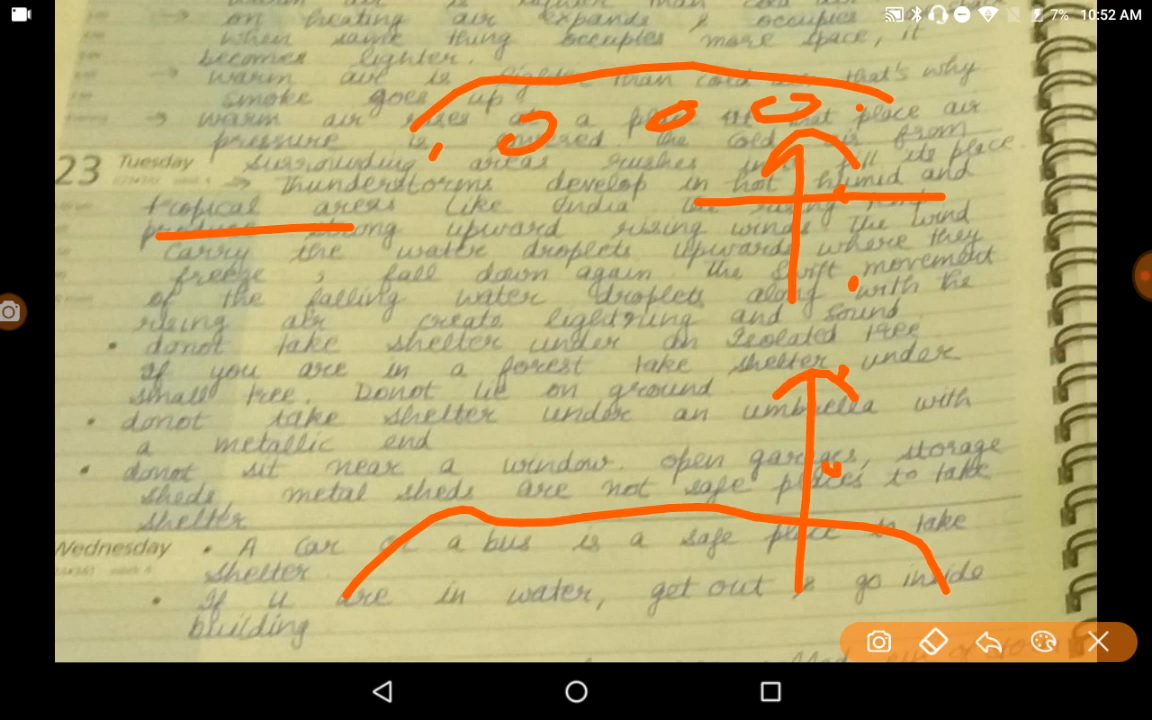 10:52 AM
7%
on heating air expands & occupies
when same thing occupies more space, it
becomes lighter.
→ warm air is lighter than cold that's why
smoke goes up
→ warm air rises a at that place air
pressure is the cold air from
surrounding areas rushes in fill its place.
23 Tuesday
→ Thunderstorms develop in hot humid and
tropical areas like India
strong upward rising winds The wind
carry the water droplets upwards where they
freeze, fall down again. The swift movement
of the falling water droplets along with the
rising air create lightning and sound
• donot take shelter under an Isolated tree
If you are in a forest take shelter under
small tree. Donot lie on ground
• donot take shelter under an umbrella with
a metallic end
• donot sit near a window. open garages, storage
sheds metal sheds are not safe places to take
shelter
Wednesday
• A car or a bus is a safe place to take
shelter
• If u are in water, get out & go inside
building